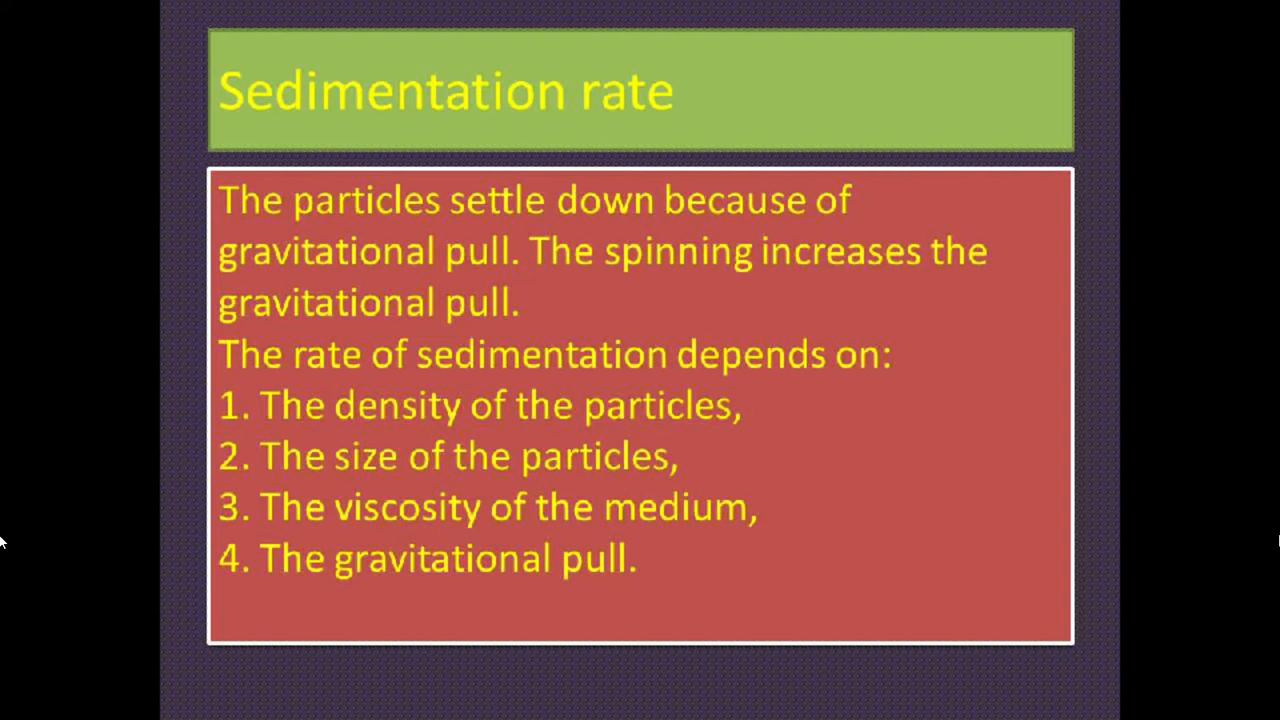 Sedimentation rate
The particles settle down because of
gravitational pull. The spinning increases the
gravitational pull.
The rate of sedimentation depends on:
1. The density of the particles,
2. The size of the particles,
3. The viscosity of the medium,
4. The gravitational pull.